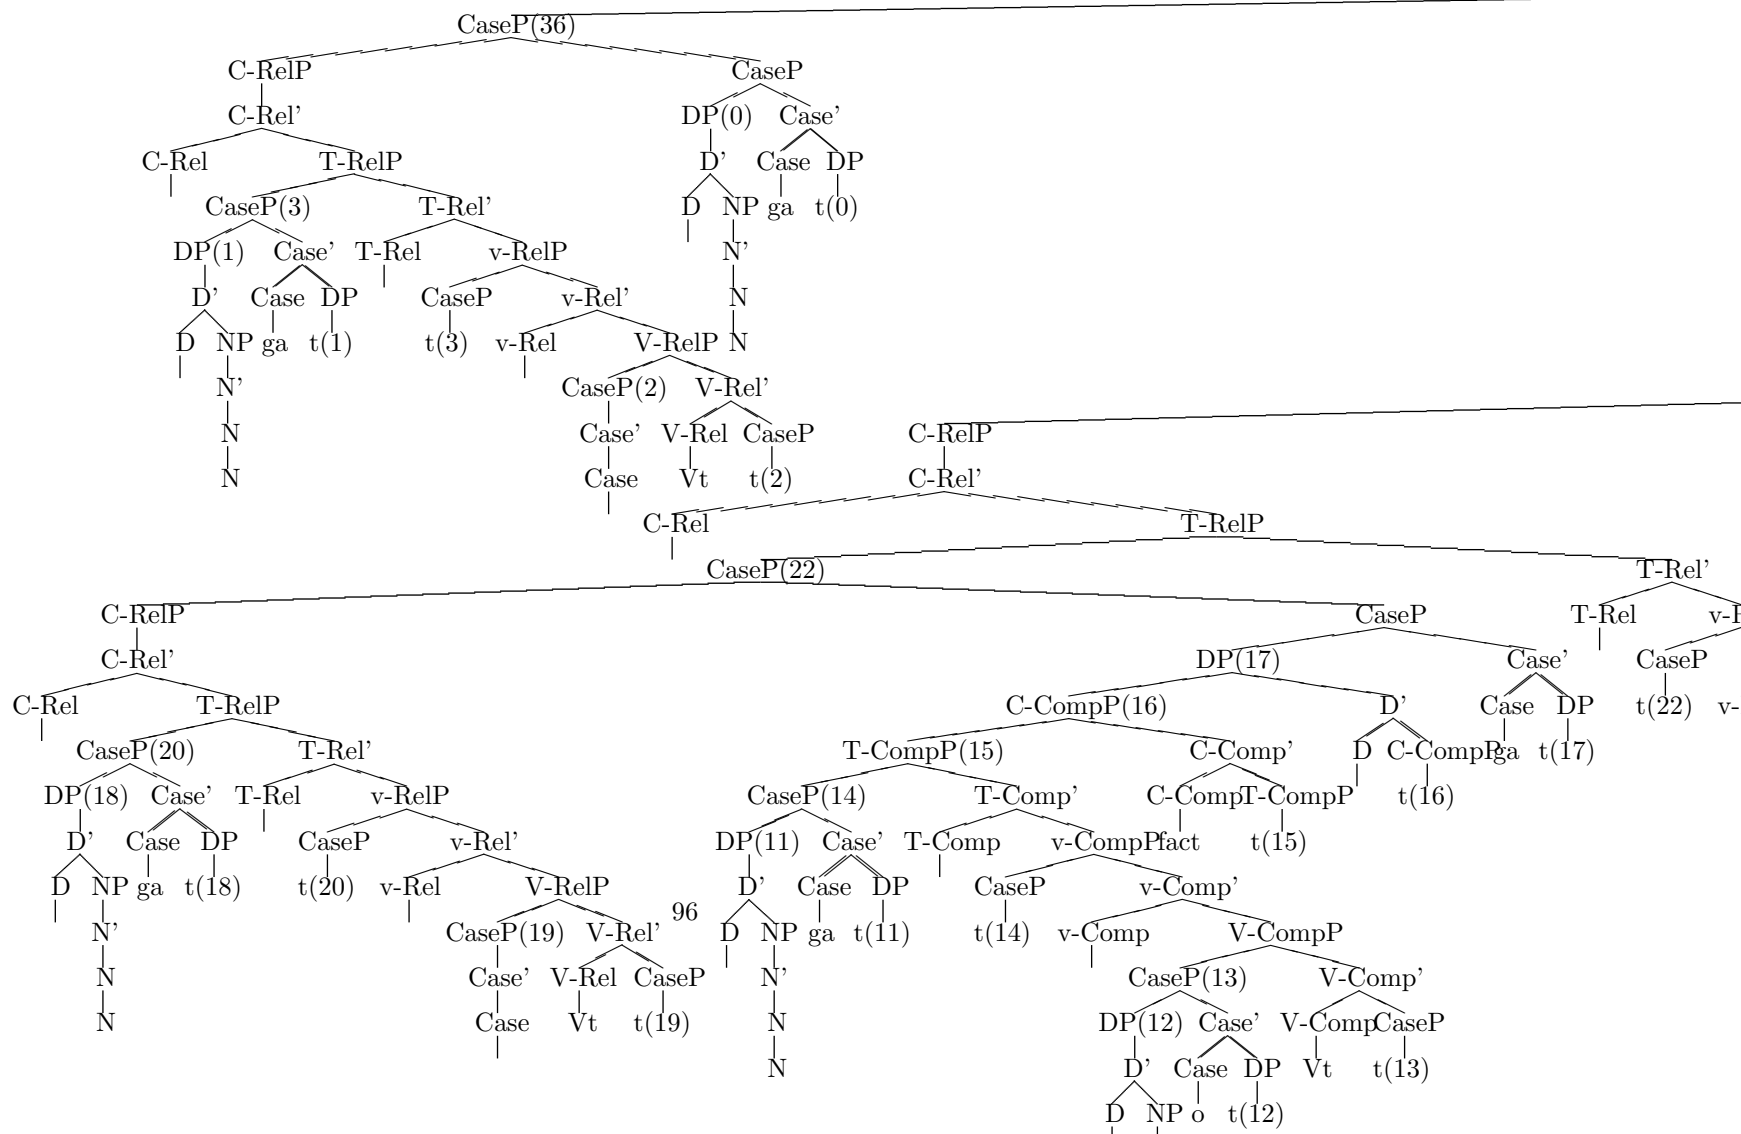 CaseP(36)
C-RelP CaseP
C-Rel' DP(0) Case'
C-Rel T-RelP D' Case DP
CaseP(3) T-Rel' D NP ga t(0)
DP(1) Case' T-Rel v-RelP N'
D' Case DP CaseP v-Rel' N
D NP ga t(1) t(3) v-Rel V-RelP N
N' CaseP(2) V-Rel'
N Case' V-Rel CaseP C-RelP
N Case Vt t(2) C-Rel'
C-Rel T-RelP
CaseP(22) T-Rel'
C-RelP CaseP T-Rel
C-Rel' DP(17) Case' CaseP
C-Rel T-RelP C-CompP(16) D' Case DP t(22) v-
CaseP(20) T-Rel' T-CompP(15) C-Comp' D C-CompP ga t(17)
DP(18) Case' T-Rel v-RelP CaseP(14) T-Comp' C-Comp T-CompP t(16)
D' Case DP CaseP v-Rel' DP(11) Case' T-Comp v-CompP fact t(15)
D NP ga t(18) t(20) v-Rel V-RelP D' Case DP CaseP v-Comp'
96
N' CaseP(19) V-Rel' D NP ga t(11) t(14) v-Comp V-CompP
N Case' V-Rel CaseP N' CaseP(13) V-Comp'
N Case Vt t(19) N DP(12) Case' V-Comp CaseP
N D' Case DP Vt t(13)
D NP o t(12)